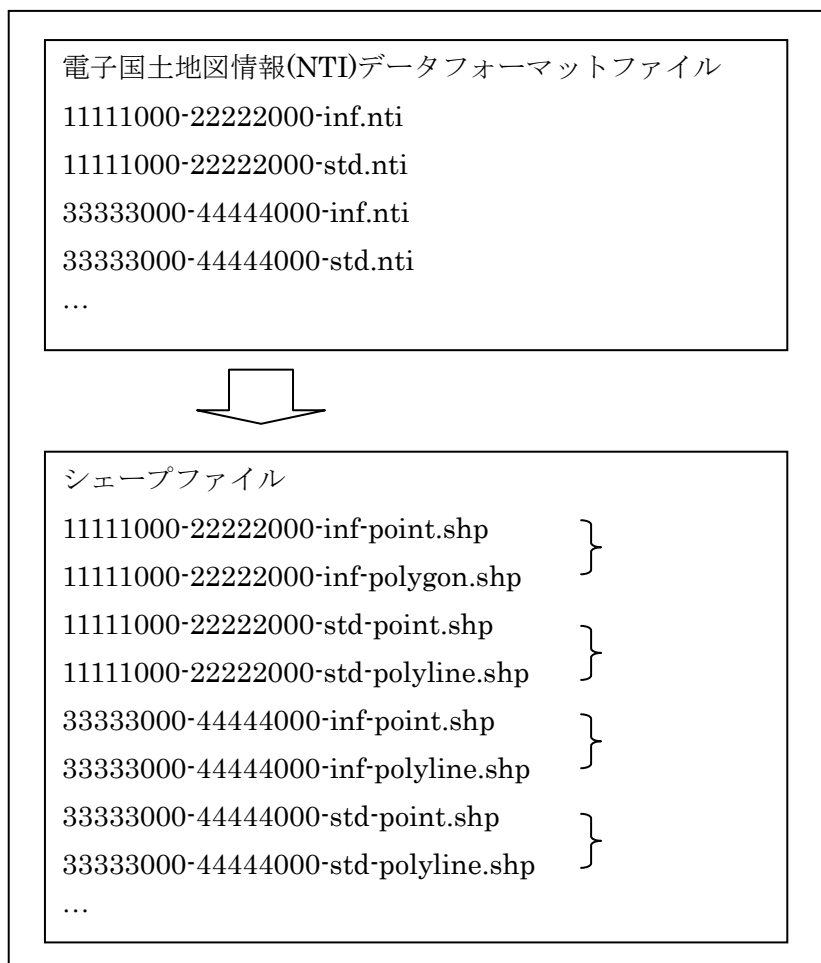 電子国土地図情報(NTI)データフォーマットファイル
11111000-22222000-inf.nti
11111000-22222000-std.nti
33333000-44444000-inf.nti
33333000-44444000-std.nti
…
シェープファイル
11111000-22222000-inf-point.shp
11111000-22222000-inf-polygon.shp
11111000-22222000-std-point.shp
11111000-22222000-std-polyline.shp
33333000-44444000-inf-point.shp
33333000-44444000-inf-polyline.shp
33333000-44444000-std-point.shp
33333000-44444000-std-polyline.shp
…